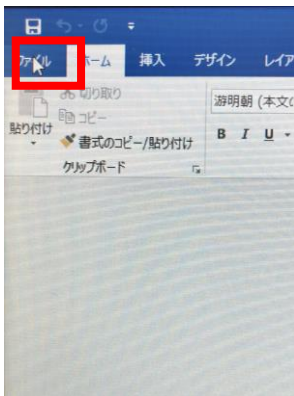 ファイル ホーム 挿入 デザイン レイア
切り取り
コピー
貼り付け
書式のコピー/貼り付け
クリップボード
游明朝 (本文の
B I U